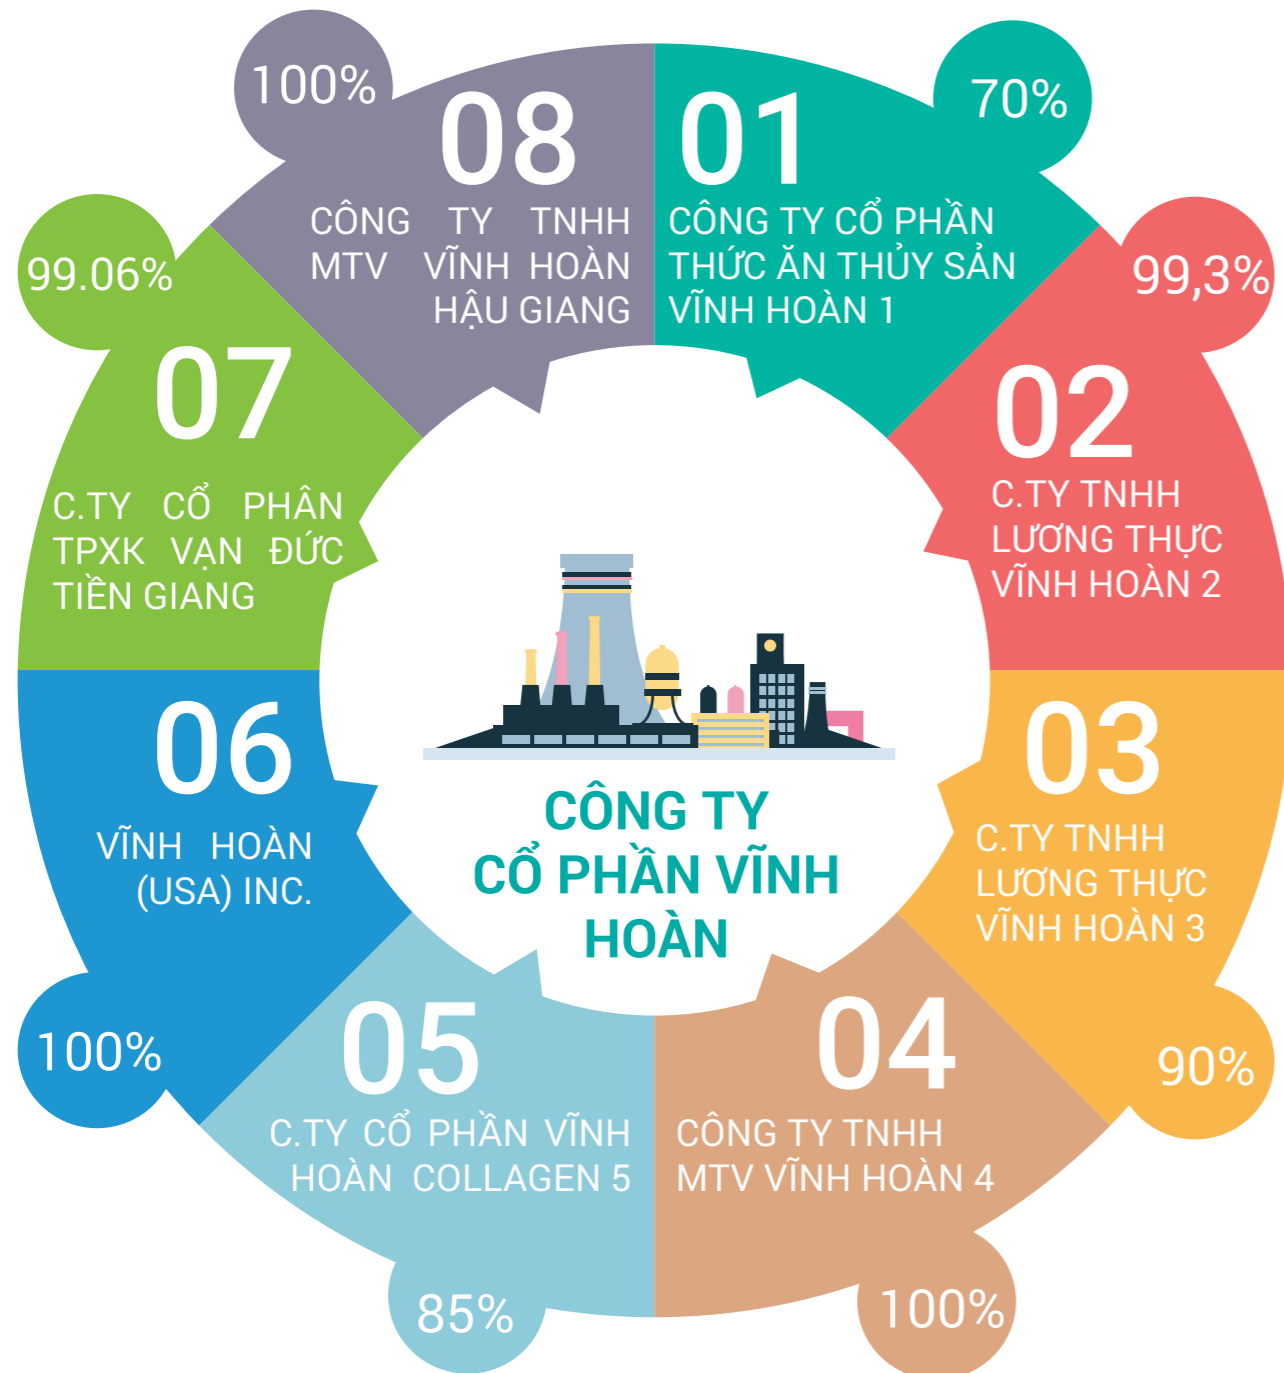 70%
01
CÔNG TY CỔ PHẦN
THỨC ĂN THỦY SẢN
VĨNH HOÀN 1
99,3%
02
C.TY TNHH
LƯƠNG THỰC
VĨNH HOÀN 2
03
C.TY TNHH
LƯƠNG THỰC
VĨNH HOÀN 3
90%
04
CÔNG TY TNHH
MTV VĨNH HOÀN 4
100%
05
C.TY CỔ PHẦN VĨNH
HOÀN COLLAGEN 5
85%
06
VĨNH HOÀN
(USA) INC.
100%
99.06%
07
C.TY CỔ PHÂN
TPXK VẠN ĐỨC
TIỀN GIANG
100%
08
CÔNG TY TNHH
MTV VĨNH HOÀN
HẬU GIANG
CÔNG TY
CỔ PHẦN VĨNH
HOÀN